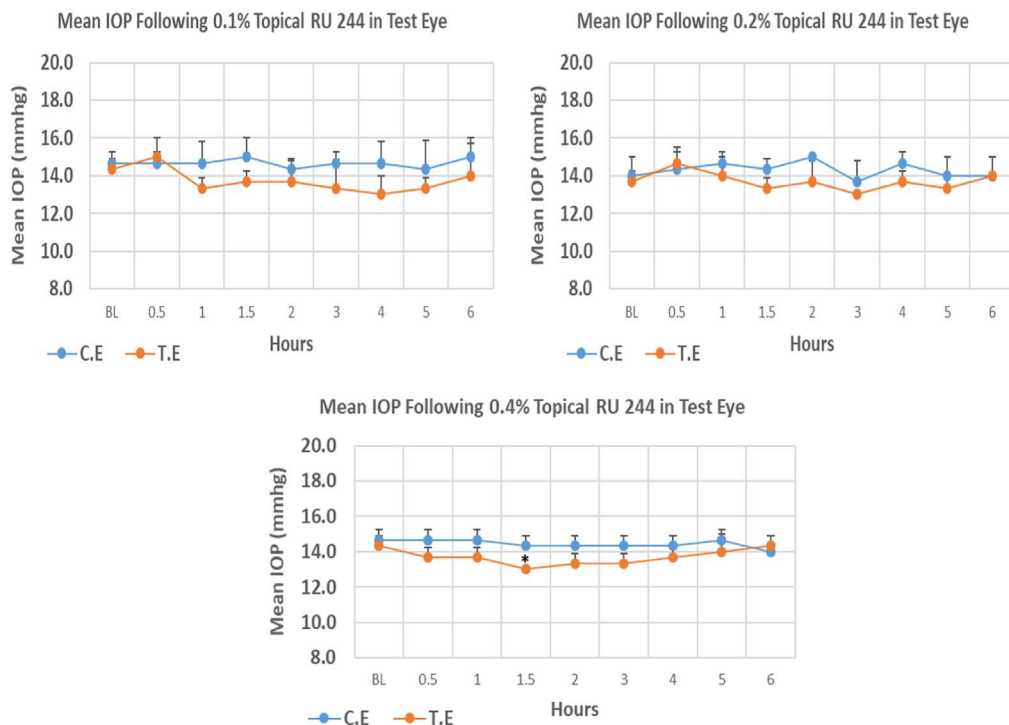 Mean IOP Following 0.1% Topical RU 244 in Test Eye
20.0
18.0
16.0
14.0
12.0
10.0
8.0
Mean IOP (mmhg)
BL 0.5 1 1.5 2 3 4 5 6
Hours
C.E T.E
Mean IOP Following 0.2% Topical RU 244 in Test Eye
20.0
18.0
16.0
14.0
12.0
10.0
8.0
Mean IOP (mmhg)
BL 0.5 1 1.5 2 3 4 5 6
Hours
C.E T.E
Mean IOP Following 0.4% Topical RU 244 in Test Eye
20.0
18.0
16.0
14.0
12.0
10.0
8.0
Mean IOP (mmhg)
*
BL 0.5 1 1.5 2 3 4 5 6
Hours
C.E T.E